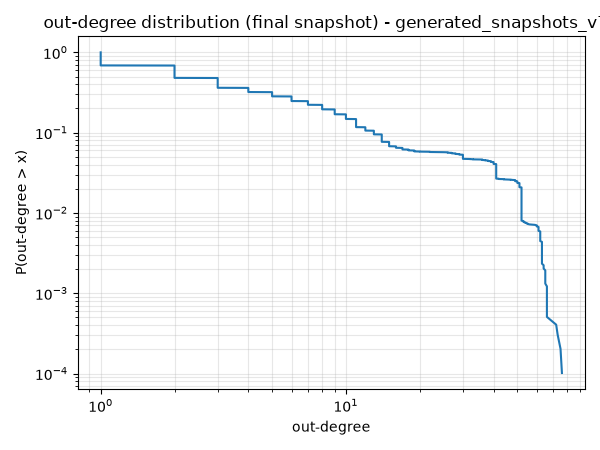 out-degree distribution (final snapshot) - generated_snapshots_v
10⁰
10⁻¹
10⁻²
10⁻³
10⁻⁴
P(out-degree > x)
10⁰ 10¹
out-degree